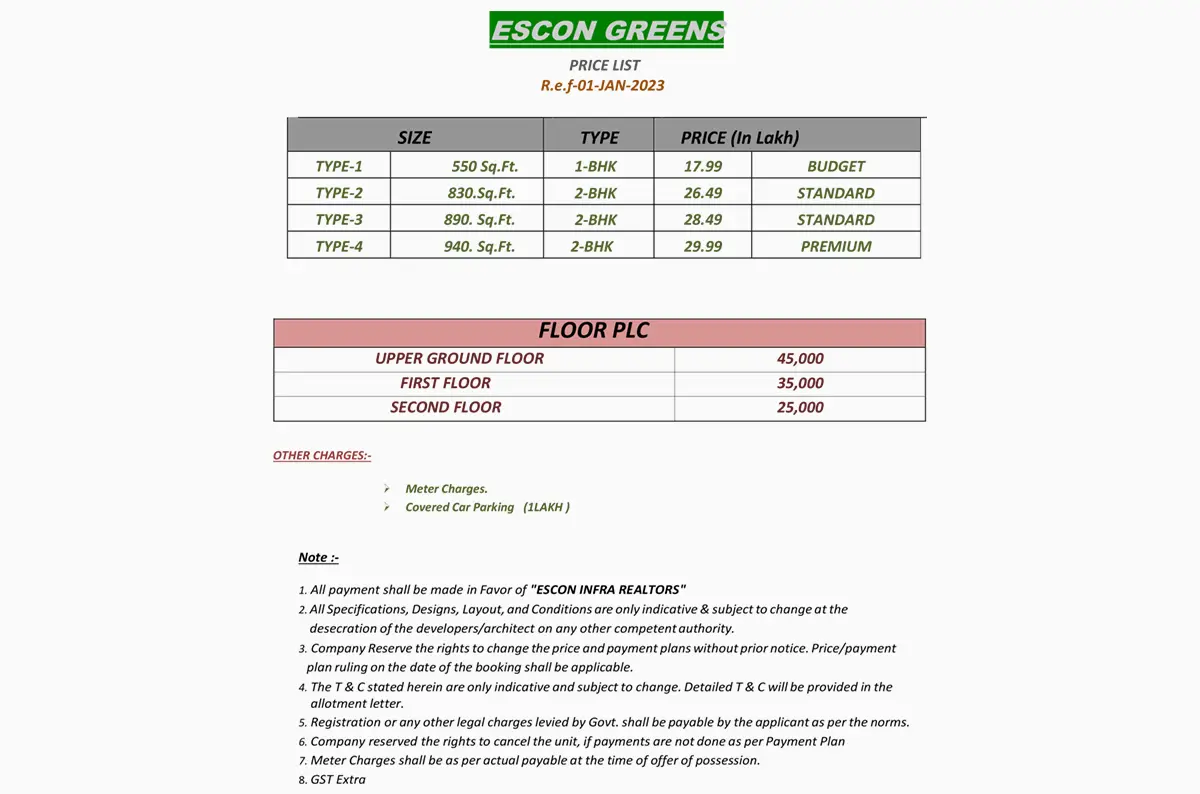 ESCON GREENS
PRICE LIST
R.e.f-01-JAN-2023
SIZE TYPE PRICE (In Lakh)
TYPE-1 550 Sq.Ft. 1-BHK 17.99 BUDGET
TYPE-2 830.Sq.Ft. 2-BHK 26.49 STANDARD
TYPE-3 890. Sq.Ft. 2-BHK 28.49 STANDARD
TYPE-4 940. Sq.Ft. 2-BHK 29.99 PREMIUM
FLOOR PLC
UPPER GROUND FLOOR 45,000
FIRST FLOOR 35,000
SECOND FLOOR 25,000
OTHER CHARGES:-
Meter Charges.
Covered Car Parking (1LAKH )
Note :-
1. All payment shall be made in Favor of "ESCON INFRA REALTORS"
2. All Specifications, Designs, Layout, and Conditions are only indicative & subject to change at the
desecration of the developers/architect on any other competent authority.
3. Company Reserve the rights to change the price and payment plans without prior notice. Price/payment
plan ruling on the date of the booking shall be applicable.
4. The T & C stated herein are only indicative and subject to change. Detailed T & C will be provided in the
allotment letter.
5. Registration or any other legal charges levied by Govt. shall be payable by the applicant as per the norms.
6. Company reserved the rights to cancel the unit, if payments are not done as per Payment Plan
7. Meter Charges shall be as per actual payable at the time of offer of possession.
8. GST Extra